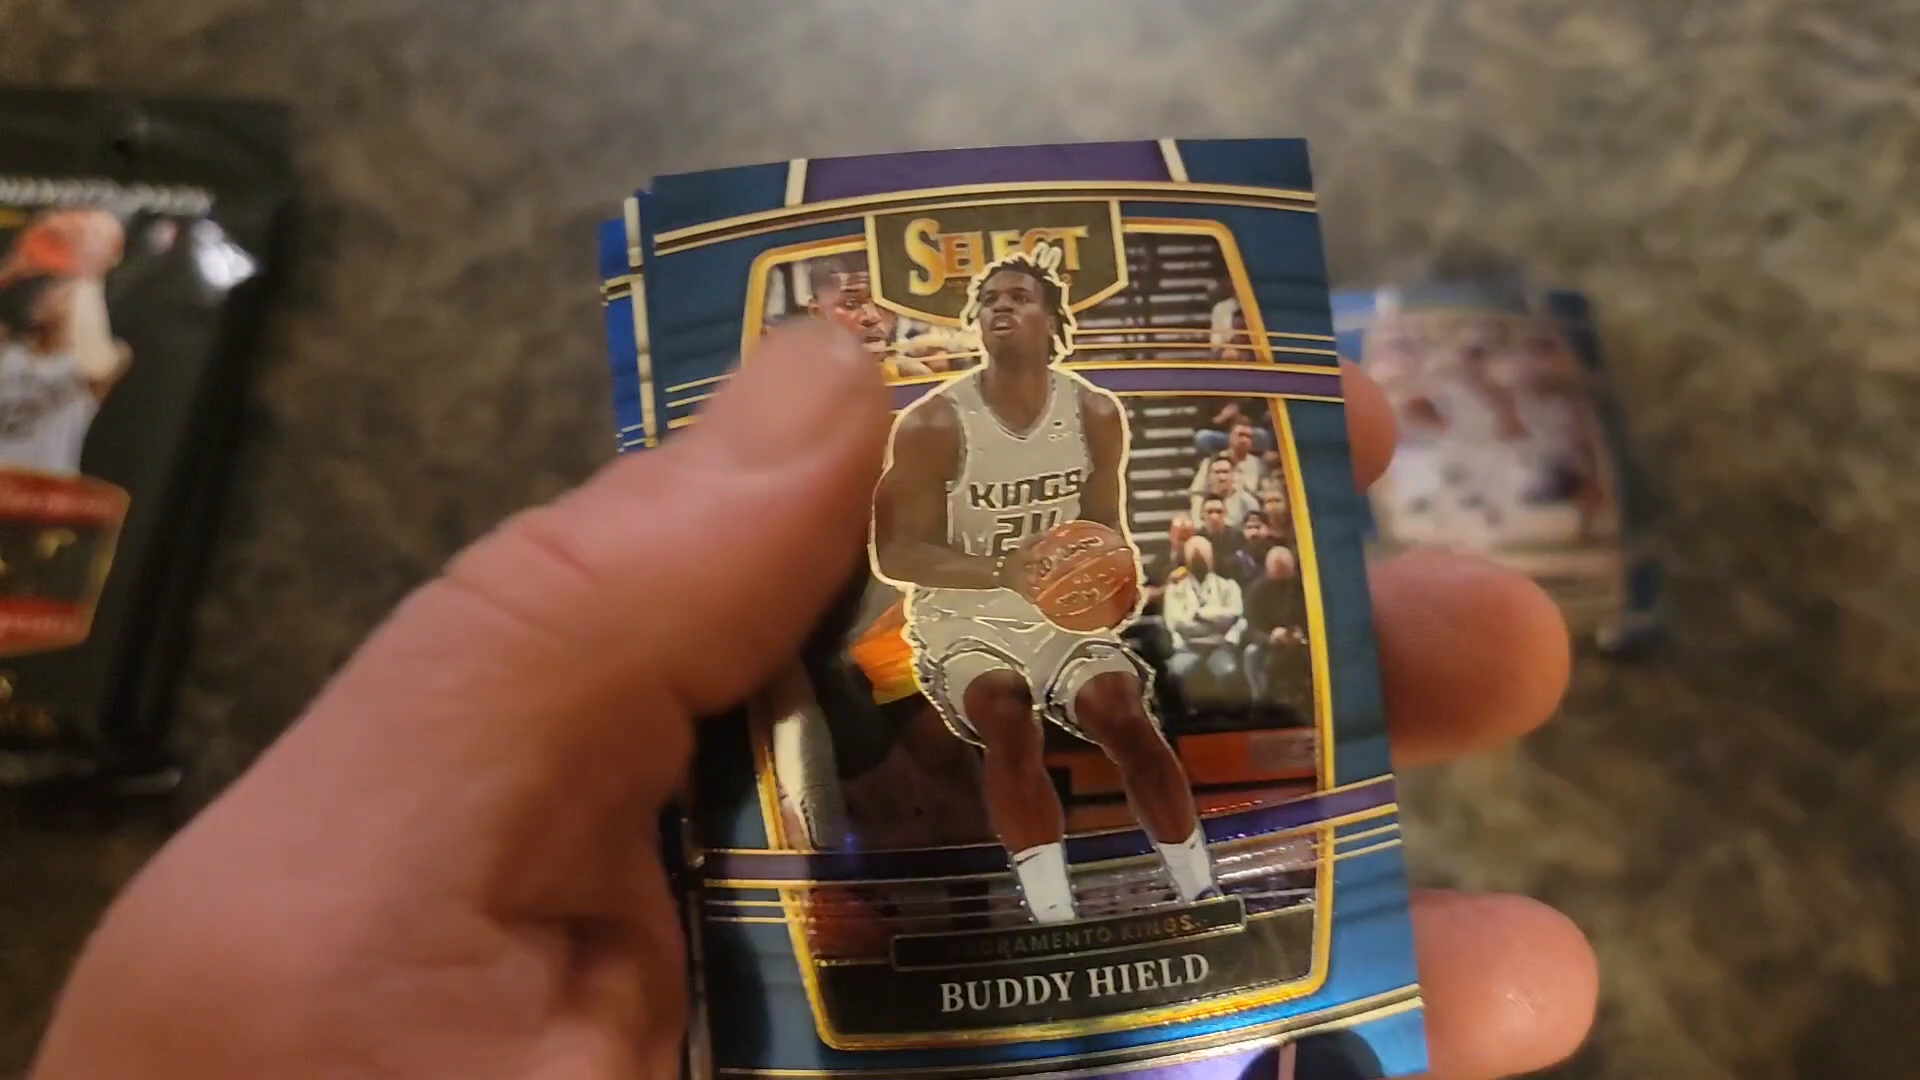 SELECT
KINGS
24
SACRAMENTO KINGS
BUDDY HIELD